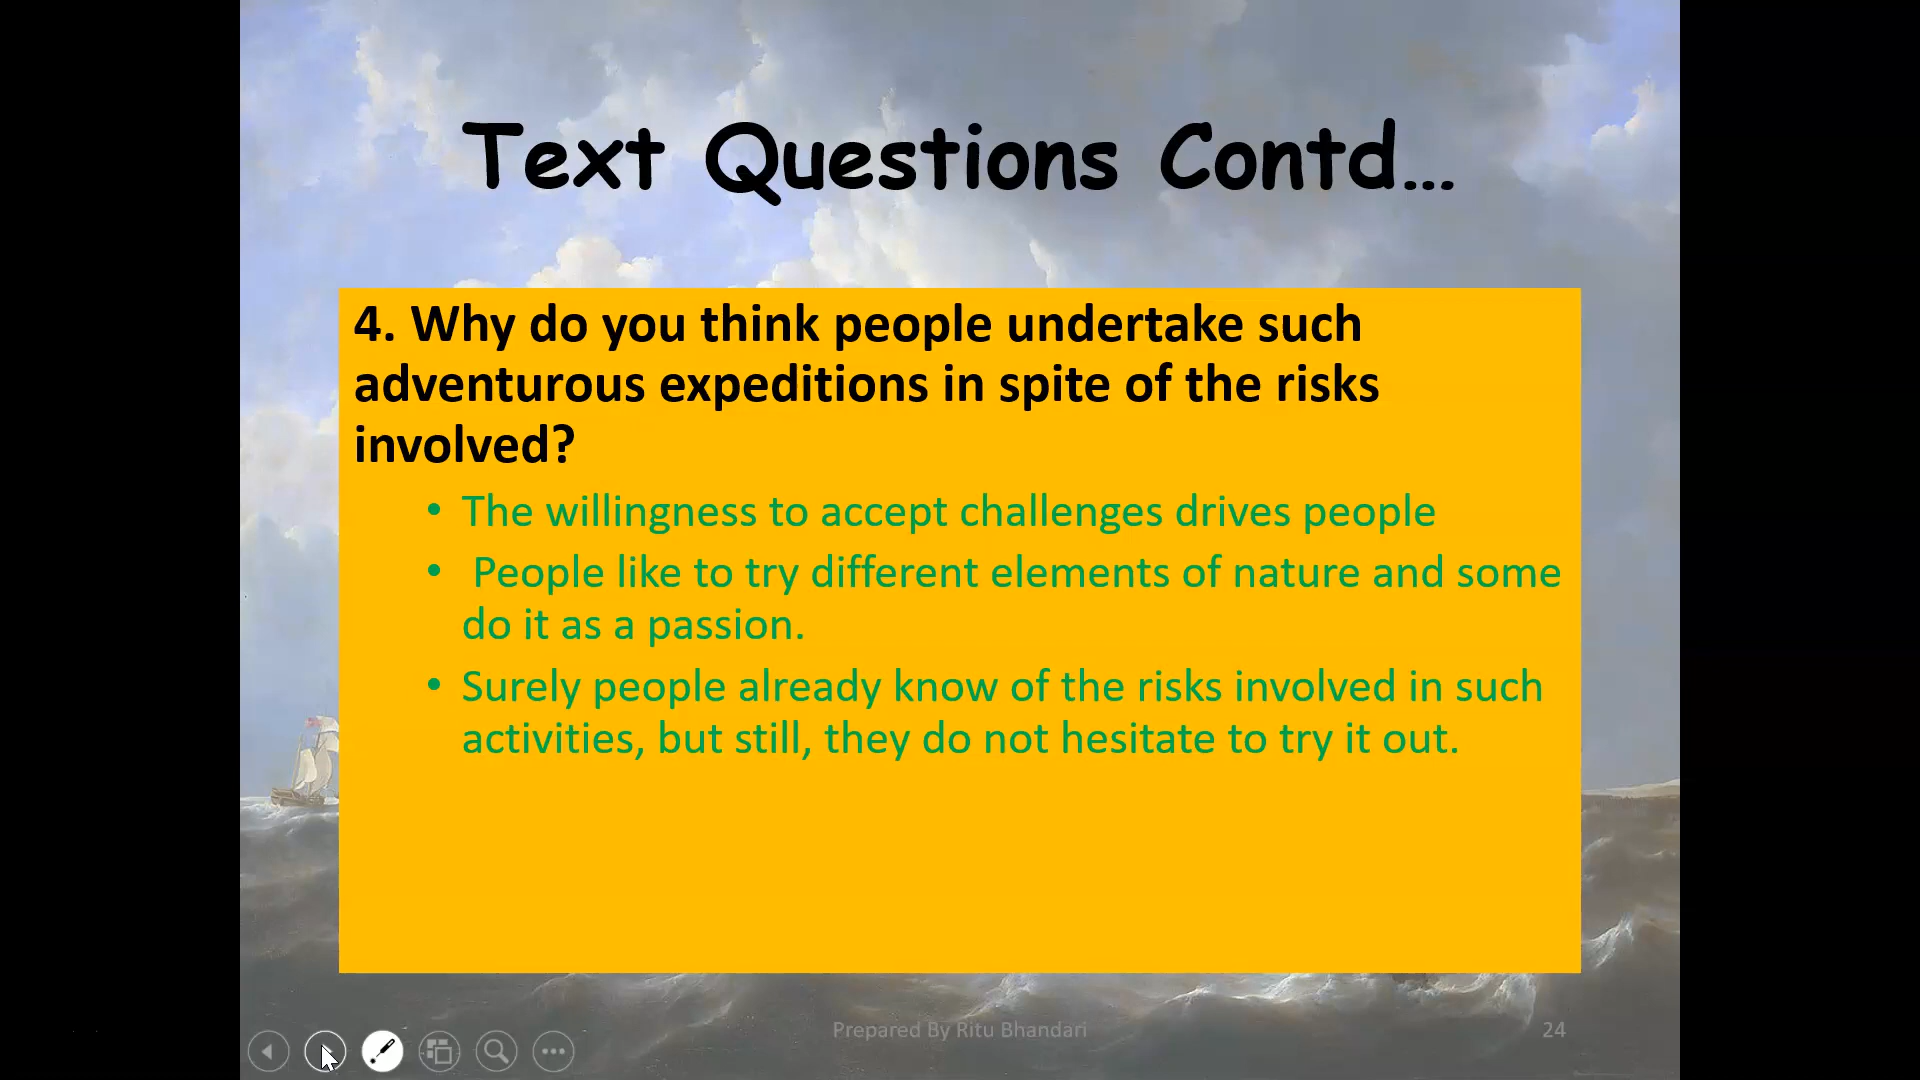 Text Questions Contd...
4. Why do you think people undertake such
adventurous expeditions in spite of the risks
involved?
• The willingness to accept challenges drives people
• People like to try different elements of nature and some
do it as a passion.
• Surely people already know of the risks involved in such
activities, but still, they do not hesitate to try it out.
Prepared By Ritu Bhandari
24